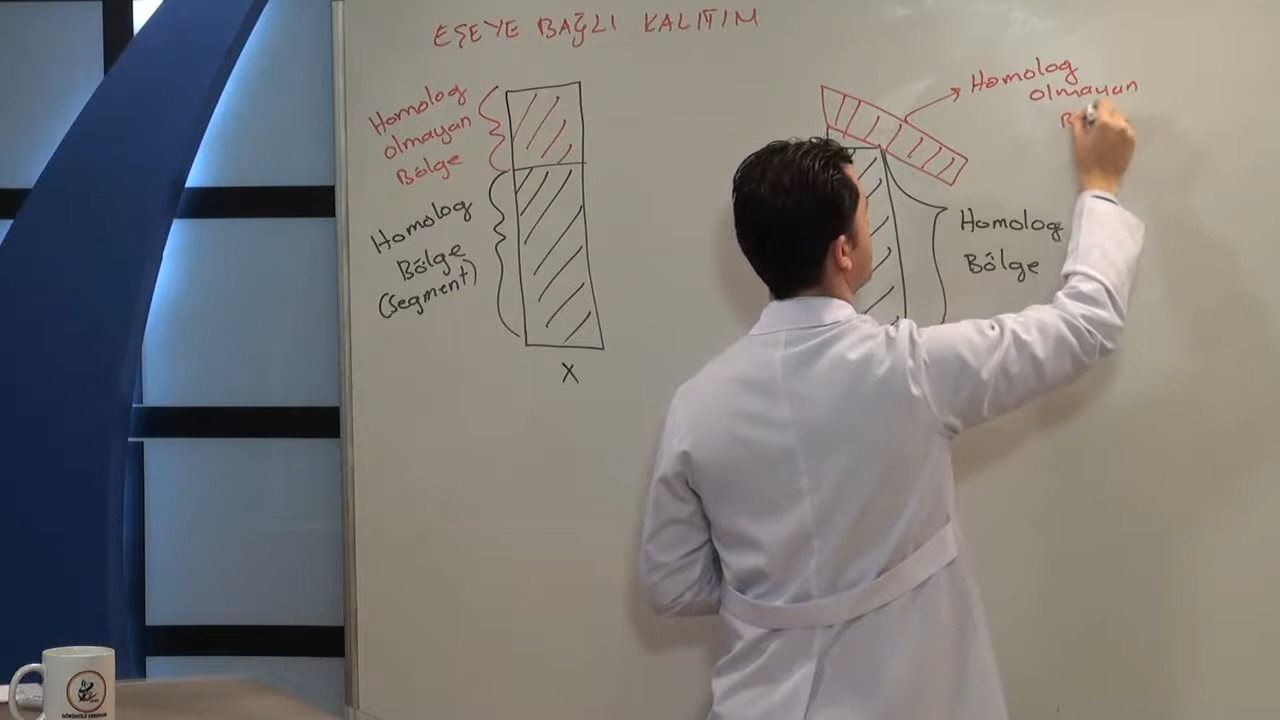 EŞEYE BAĞLI KALITIM
Homolog
olmayan
Bölge
Homolog
Bölge
(segment)
X
Homolog
olmayan
Homolog
Bölge